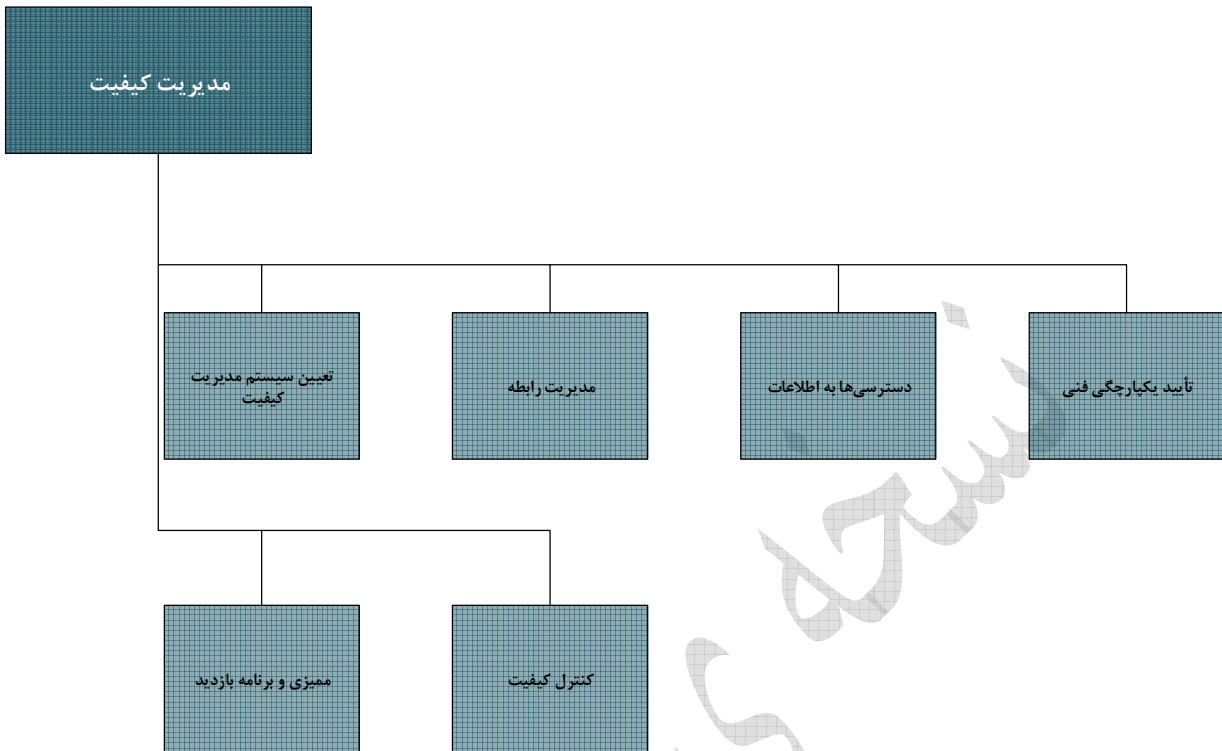 مدیریت کیفیت
تأیید یکپارچگی فنی
دسترسی‌ها به اطلاعات
مدیریت رابطه
تعیین سیستم مدیریت
کیفیت
کنترل کیفیت
ممیزی و برنامه بازدید
نسخه